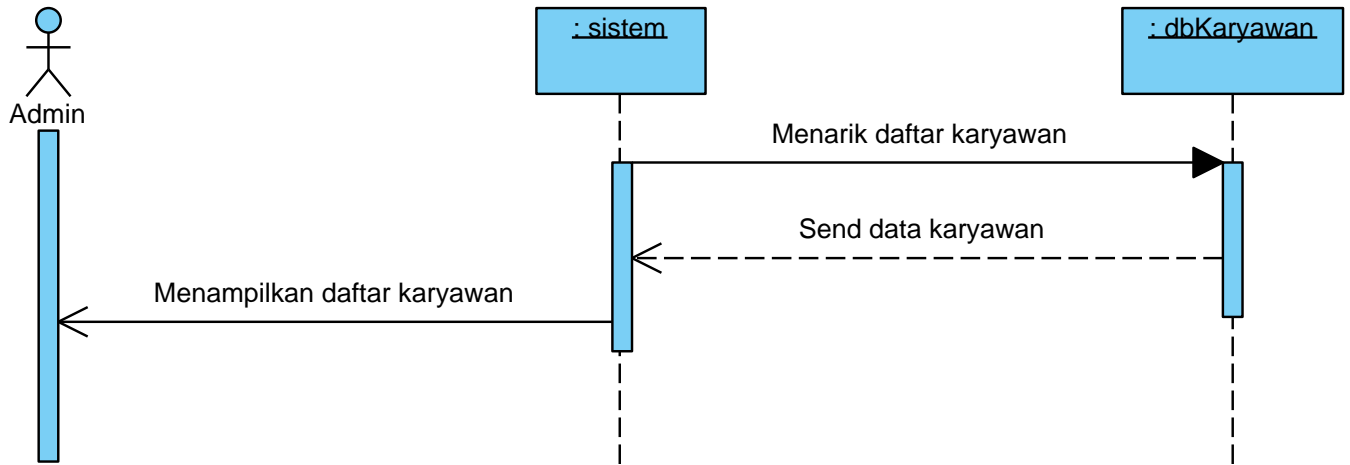 Admin
: sistem
: dbKaryawan
Menarik daftar karyawan
Send data karyawan
Menampilkan daftar karyawan